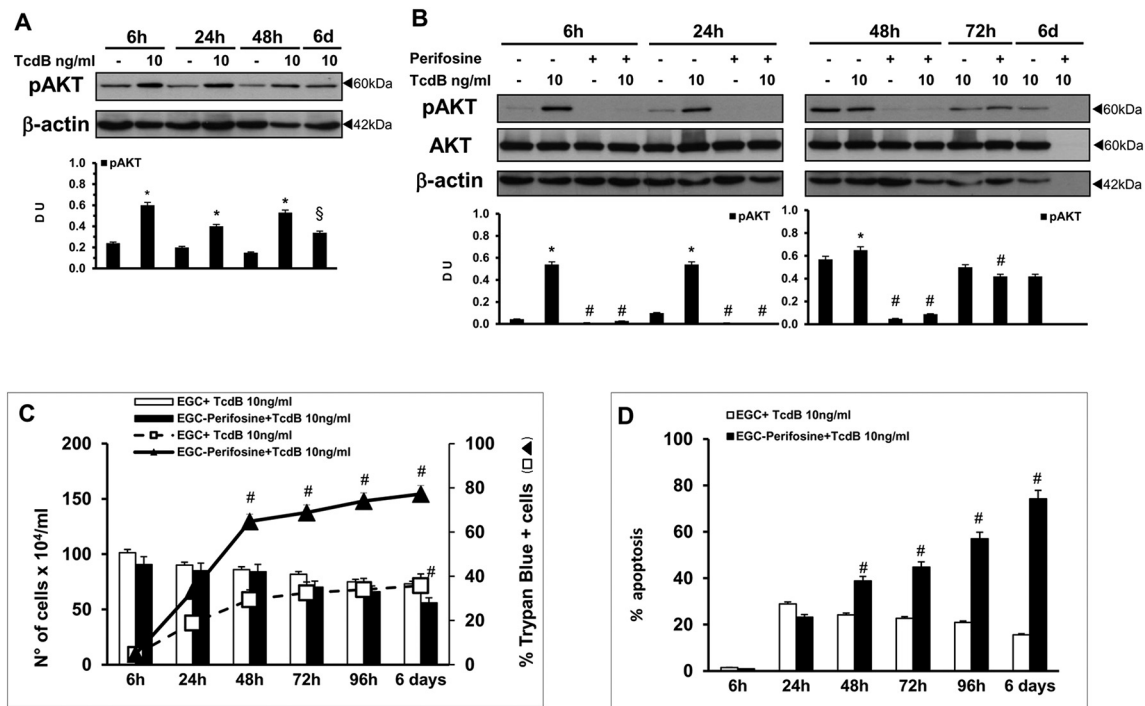 A
6h 24h 48h 6d
TcdB ng/ml - 10 - 10 - 10 10
pAKT ◀60kDa
β-actin ◀42kDa
■pAKT
1.0
0.8
0.6
0.4
0.2
0.0
D U
* * * §
B
6h 24h 48h 72h 6d
Perifosine - - + + - - + + - - + + - + - +
TcdB ng/ml - 10 - 10 - 10 - 10 - 10 - 10 10 10 10 10
pAKT ◀60kDa
AKT ◀60kDa
β-actin ◀42kDa
■pAKT
1.0
0.8
0.6
0.4
0.2
0.0
D U
* # # * # #
■pAKT
1.0
0.8
0.6
0.4
0.2
0.0
* # # #
C
EGC+ TcdB 10ng/ml
EGC-Perifosine+TcdB 10ng/ml
EGC+ TcdB 10ng/ml
EGC-Perifosine+TcdB 10ng/ml
200
150
100
50
0
N° of cells x 10⁴/ml
100
80
60
40
20
0
% Trypan Blue + cells (□▲)
# # # #
#
6h 24h 48h 72h 96h 6 days
D
EGC+ TcdB 10ng/ml
EGC-Perifosine+TcdB 10ng/ml
100
80
60
40
20
0
% apoptosis
# # # #
6h 24h 48h 72h 96h 6 days